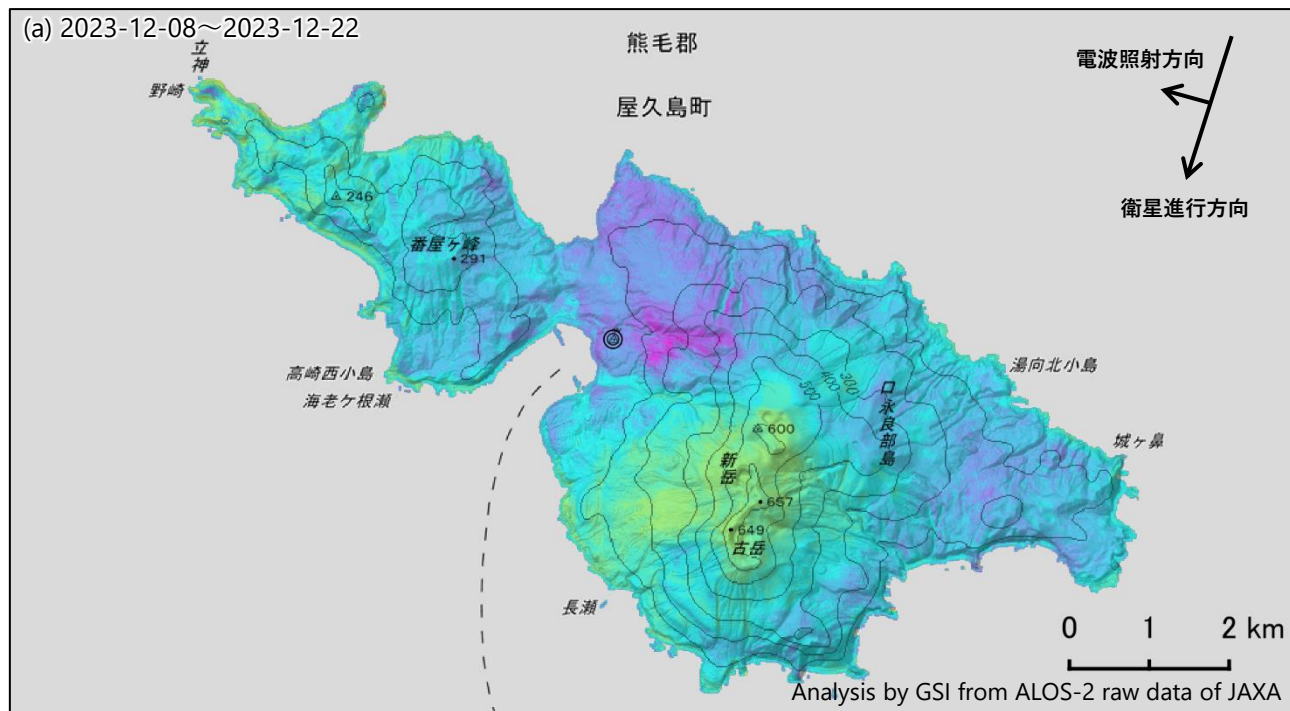 (a) 2023-12-08～2023-12-22
熊毛郡
屋久島町
電波照射方向
衛星進行方向
立神
野崎
246
番屋ヶ峰
291
高崎西小島
海老ケ根瀬
湯向北小島
城ヶ鼻
300
400
500
口永良部島
600
新岳
657
649
古岳
長瀬
0 1 2 km
Analysis by GSI from ALOS-2 raw data of JAXA